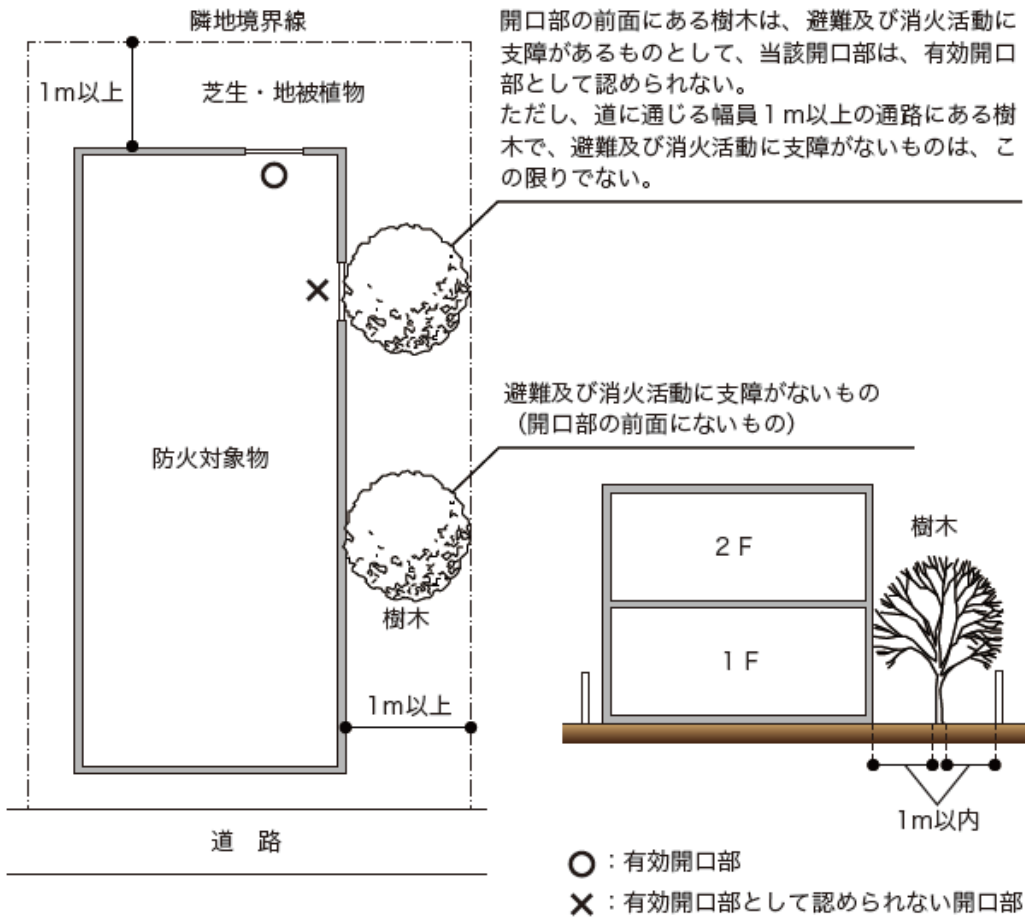 隣地境界線
1m以上
芝生・地被植物
開口部の前面にある樹木は、避難及び消火活動に
支障があるものとして、当該開口部は、有効開口
部として認められない。
ただし、道に通じる幅員1m以上の通路にある樹
木で、避難及び消火活動に支障がないものは、こ
の限りでない。
避難及び消火活動に支障がないもの
（開口部の前面にないもの）
防火対象物
樹木
1m以上
道　路
樹木
2F
1F
1m以内
○：有効開口部
×：有効開口部として認められない開口部